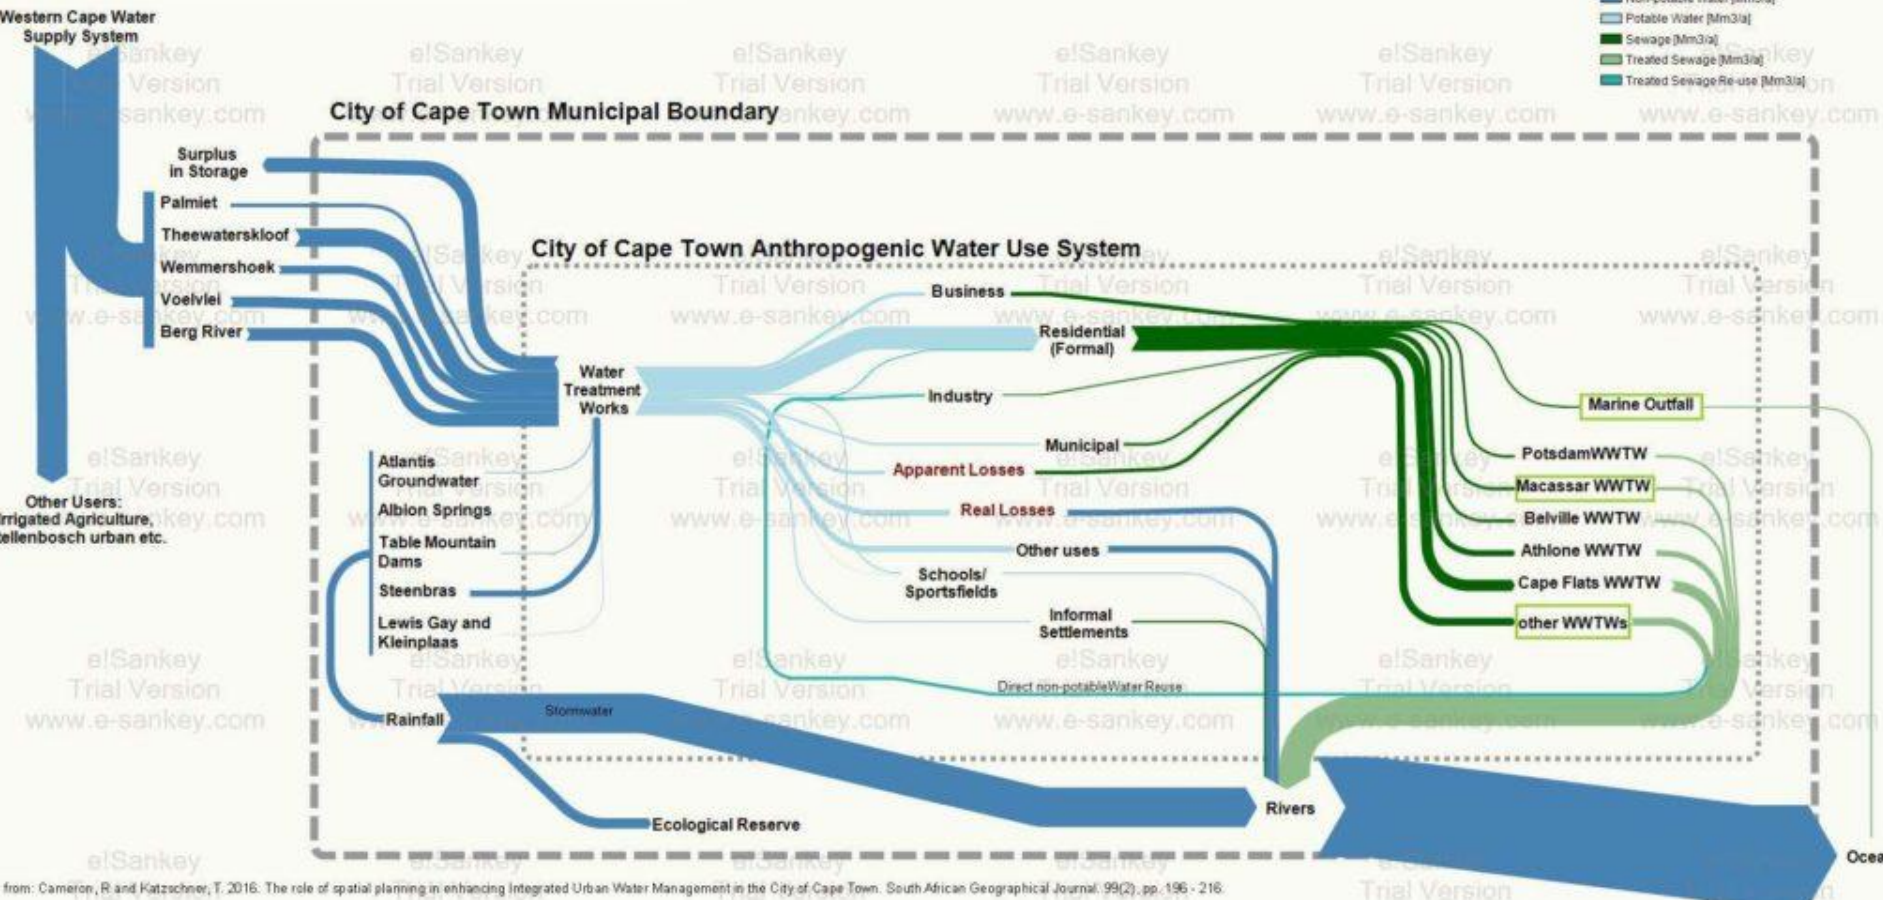 Western Cape Water
Supply System
Non-potable Water [Mm3/a]
Potable Water [Mm3/a]
Sewage [Mm3/a]
Treated Sewage [Mm3/a]
Treated Sewage Re-use [Mm3/a]
City of Cape Town Municipal Boundary
Surplus
in Storage
Palmiet
Theewaterskloof
Wemmershoek
Voelvlei
Berg River
City of Cape Town Anthropogenic Water Use System
Business
Residential
(Formal)
Water
Treatment
Works
Industry
Municipal
Apparent Losses
Real Losses
Other uses
Schools/
Sportsfields
Informal
Settlements
Direct non-potableWater Reuse
Marine Outfall
PotsdamWWTW
Macassar WWTW
Belville WWTW
Athlone WWTW
Cape Flats WWTW
other WWTWs
Atlantis
Groundwater
Albion Springs
Table Mountain
Dams
Steenbras
Lewis Gay and
Kleinplaas
Other Users:
Irrigated Agriculture,
tellenbosch urban etc.
Rainfall
Stormwater
Ecological Reserve
Rivers
Ocea
from: Cameron, R and Katzschner, T. 2016. The role of spatial planning in enhancing Integrated Urban Water Management in the City of Cape Town. South African Geographical Journal. 99(2), pp. 196 - 216.
e!Sankey
Trial Version
www.e-sankey.com